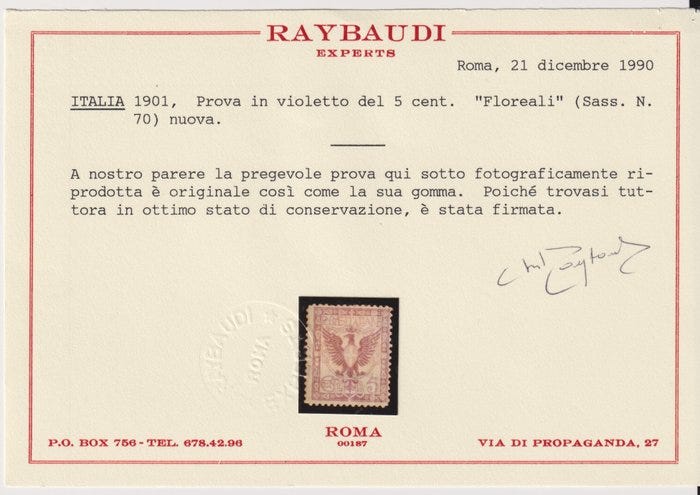 RAYBAUDI
EXPERTS
Roma, 21 dicembre 1990
ITALIA 1901, Prova in violetto del 5 cent. "Floreali" (Sass. N.
70) nuova.
A nostro parere la pregevole prova qui sotto fotograficamente ri-
prodotta è originale così come la sua gomma. Poiché trovasi tut-
tora in ottimo stato di conservazione, è stata firmata.
RAYBAUDI
ROMA
ROMA
00187
P.O. BOX 756 - TEL. 678.42.96
VIA DI PROPAGANDA, 27